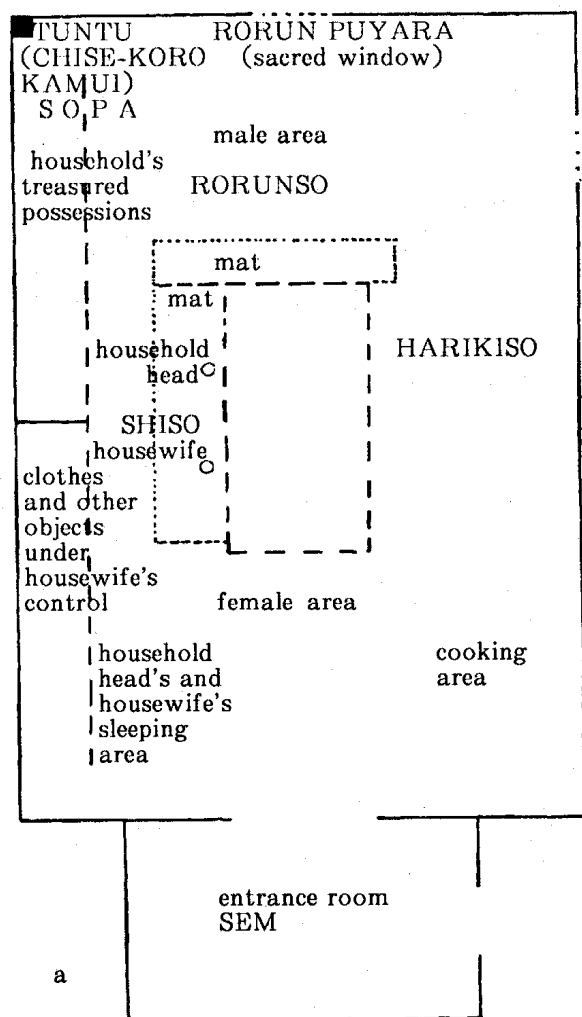 TUNTU
(CHISE-KORO
KAMUI)
SOPA
RORUN PUYARA
(sacred window)
male area
household's
treasured
possessions
RORUNSO
mat
mat
household
head
HARIKISO
SHISO
housewife
clothes
and other
objects
under
housewife's
control
female area
household
head's and
housewife's
sleeping
area
cooking
area
entrance room
SEM
a